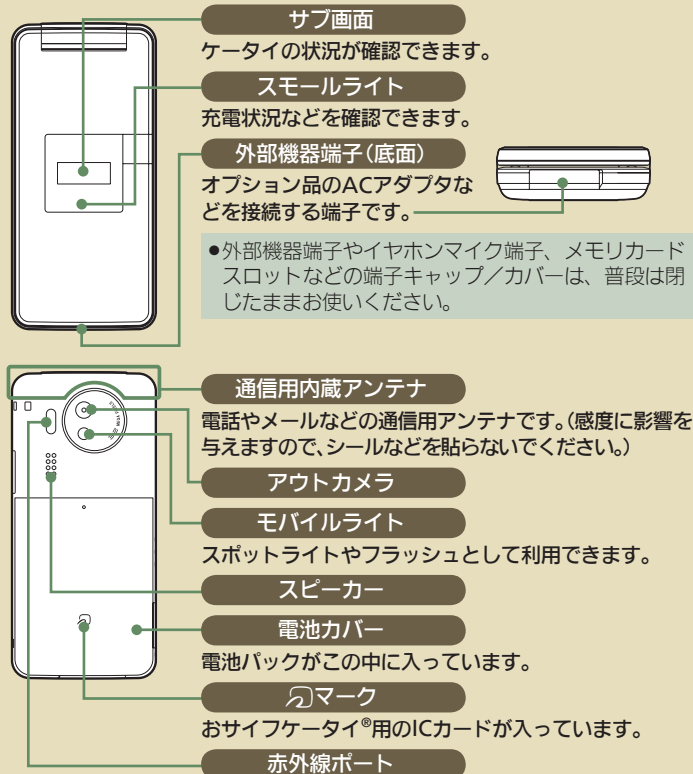 サブ画面
ケータイの状況が確認できます。
スモールライト
充電状況などを確認できます。
外部機器端子(底面)
オプション品のACアダプタな
どを接続する端子です。
●外部機器端子やイヤホンマイク端子、メモリカード
スロットなどの端子キャップ/カバーは、普段は閉
じたままお使いください。
通信用内蔵アンテナ
電話やメールなどの通信用アンテナです。(感度に影響を
与えますので、シールなどを貼らないでください。)
アウトカメラ
モバイルライト
スポットライトやフラッシュとして利用できます。
スピーカー
電池カバー
電池パックがこの中に入っています。
マーク
おサイフケータイ®用のICカードが入っています。
赤外線ポート